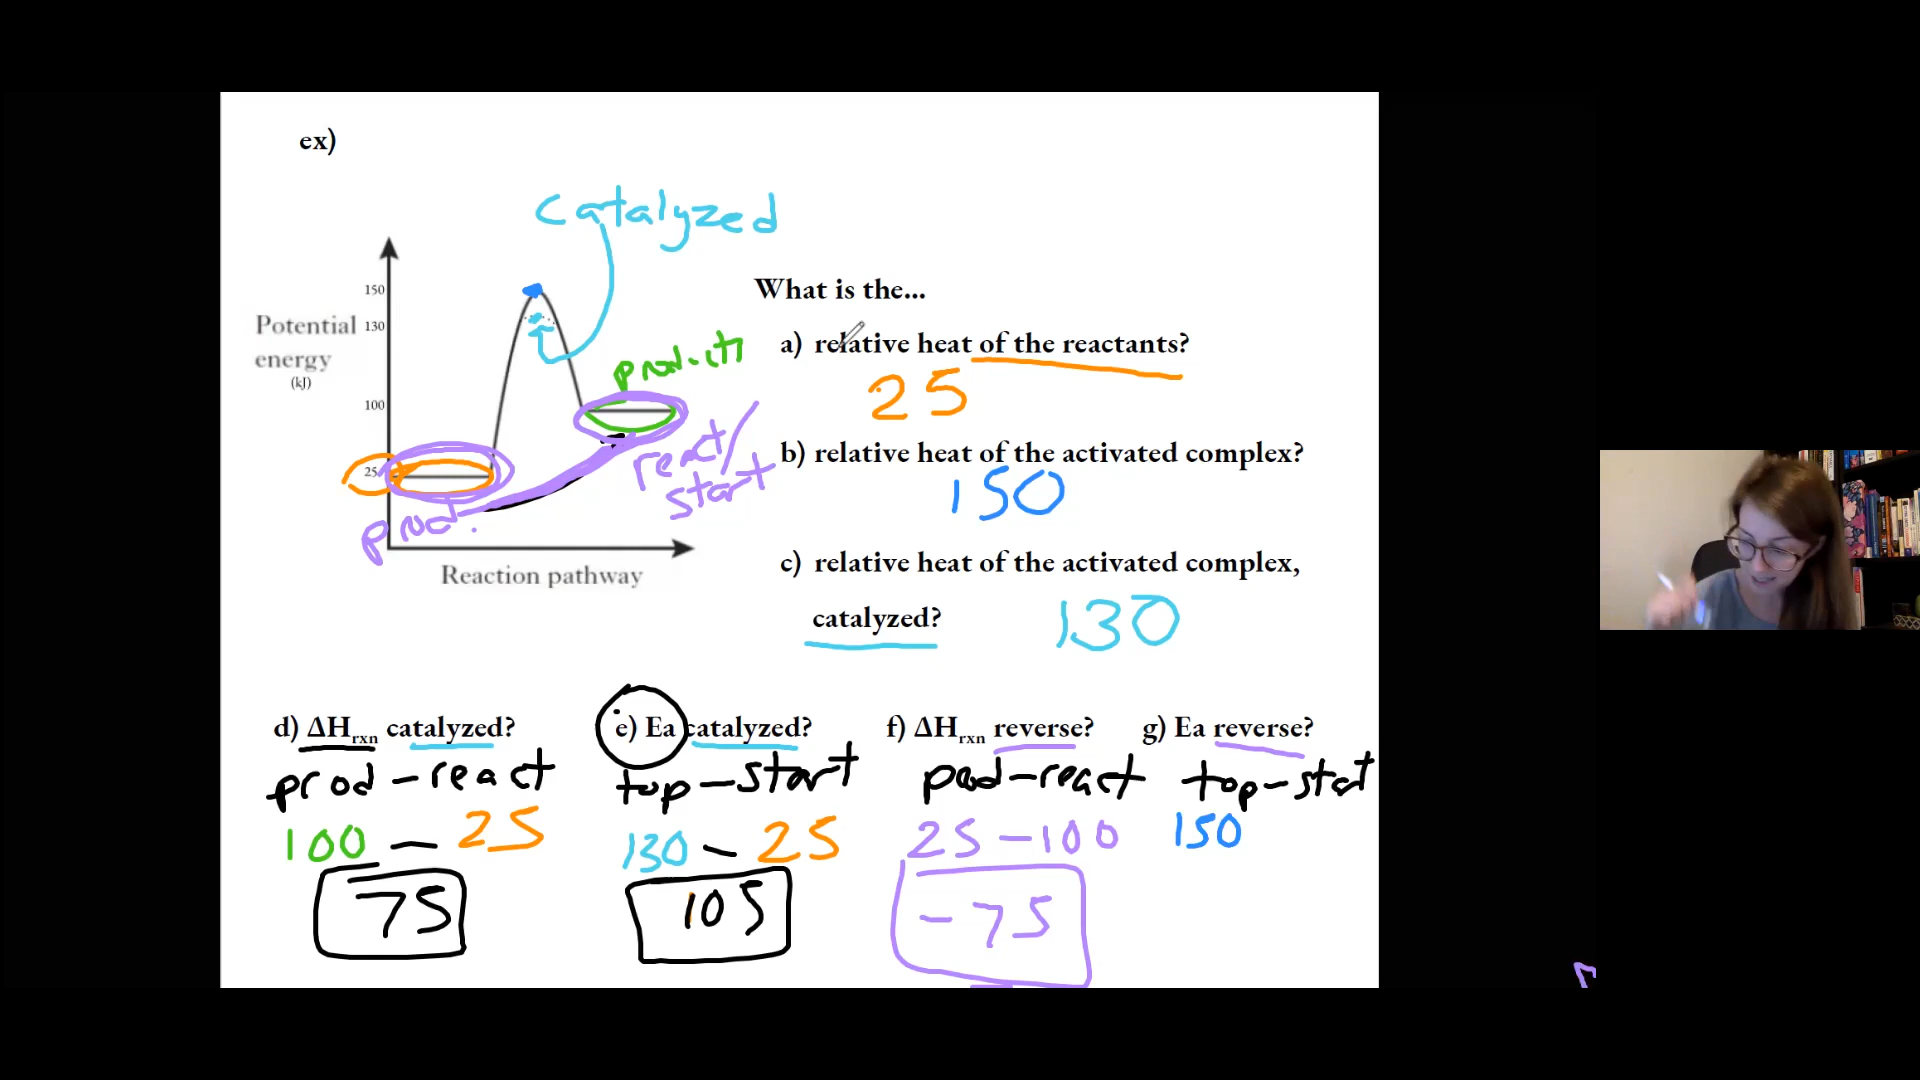 ex)
catalyzed
150
Potential 130
energy
(kJ)
100
25
products
react/
start
prod.
Reaction pathway
What is the...
a) relative heat of the reactants?
25
b) relative heat of the activated complex?
150
c) relative heat of the activated complex,
catalyzed?
130
d) ΔHrxn catalyzed?
prod - react
100 - 25
75
e) Ea catalyzed?
top - start
130 - 25
105
f) ΔHrxn reverse?
prod - react
25 - 100
-75
g) Ea reverse?
top - start
150